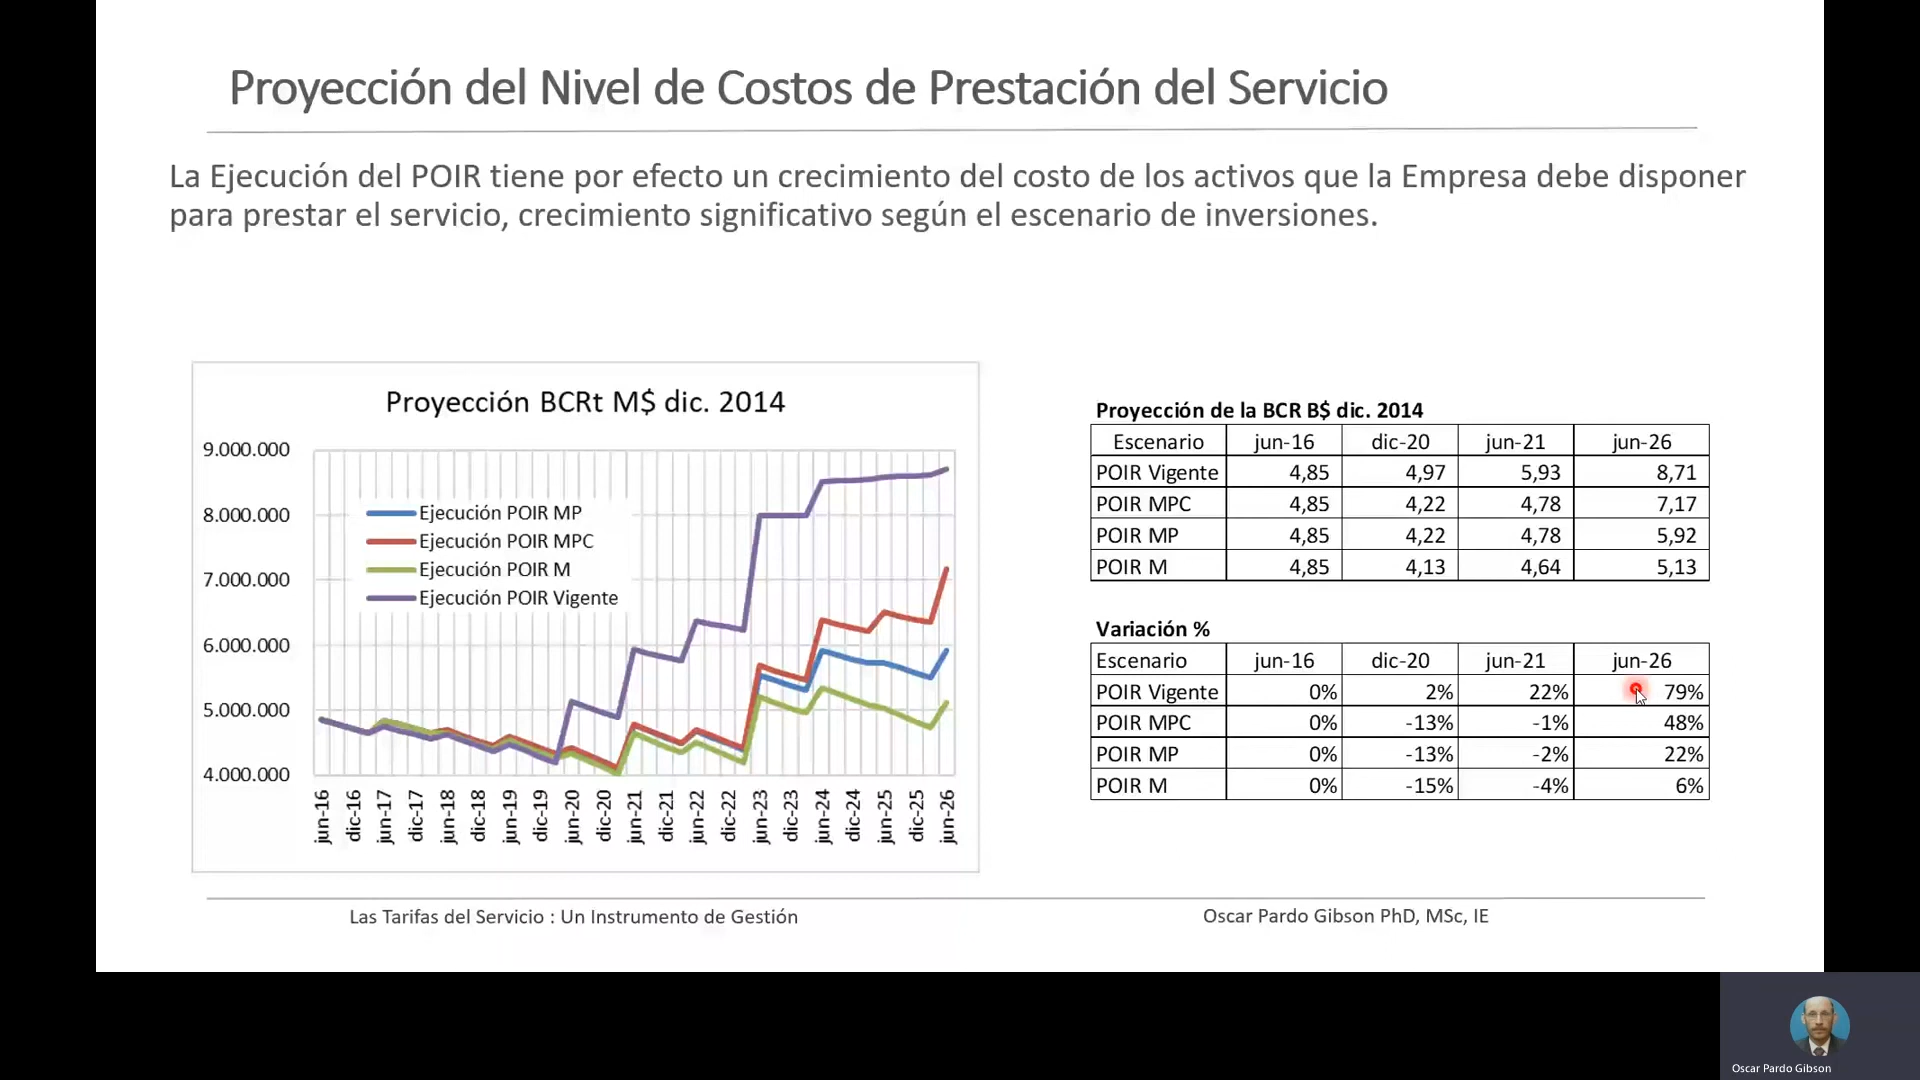 Proyección del Nivel de Costos de Prestación del Servicio
La Ejecución del POIR tiene por efecto un crecimiento del costo de los activos que la Empresa debe disponer
para prestar el servicio, crecimiento significativo según el escenario de inversiones.
Proyección BCRt M$ dic. 2014
9.000.000
8.000.000
7.000.000
6.000.000
5.000.000
4.000.000
Ejecución POIR MP
Ejecución POIR MPC
Ejecución POIR M
Ejecución POIR Vigente
jun-16 dic-16 jun-17 dic-17 jun-18 dic-18 jun-19 dic-19 jun-20 dic-20 jun-21 dic-21 jun-22 dic-22 jun-23 dic-23 jun-24 dic-24 jun-25 dic-25 jun-26
Proyección de la BCR B$ dic. 2014
Escenario jun-16 dic-20 jun-21 jun-26
POIR Vigente 4,85 4,97 5,93 8,71
POIR MPC 4,85 4,22 4,78 7,17
POIR MP 4,85 4,22 4,78 5,92
POIR M 4,85 4,13 4,64 5,13
Variación %
Escenario jun-16 dic-20 jun-21 jun-26
POIR Vigente 0% 2% 22% 79%
POIR MPC 0% -13% -1% 48%
POIR MP 0% -13% -2% 22%
POIR M 0% -15% -4% 6%
Las Tarifas del Servicio : Un Instrumento de Gestión
Oscar Pardo Gibson PhD, MSc, IE
Oscar Pardo Gibson